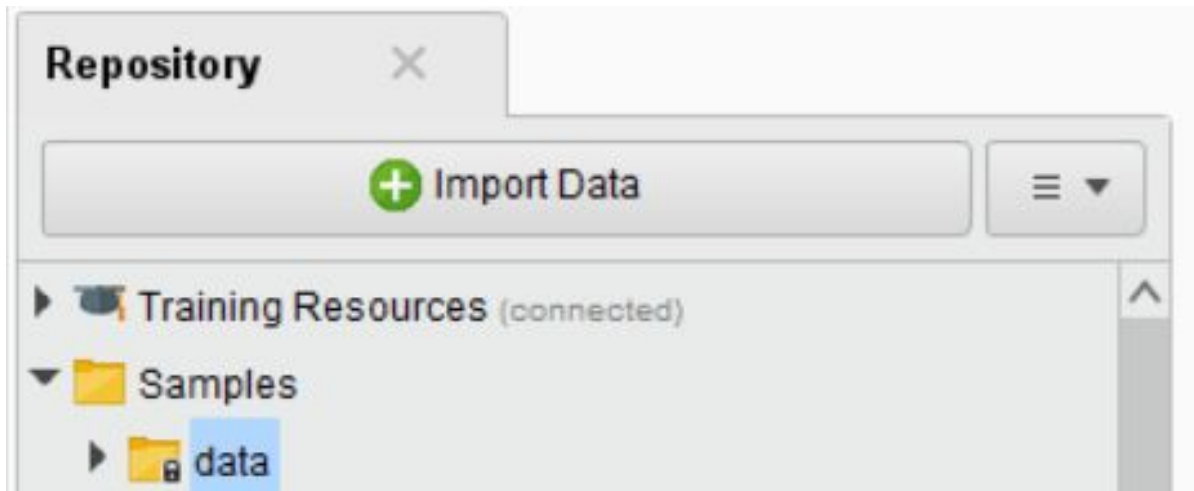 Repository
Import Data
Training Resources (connected)
Samples
data